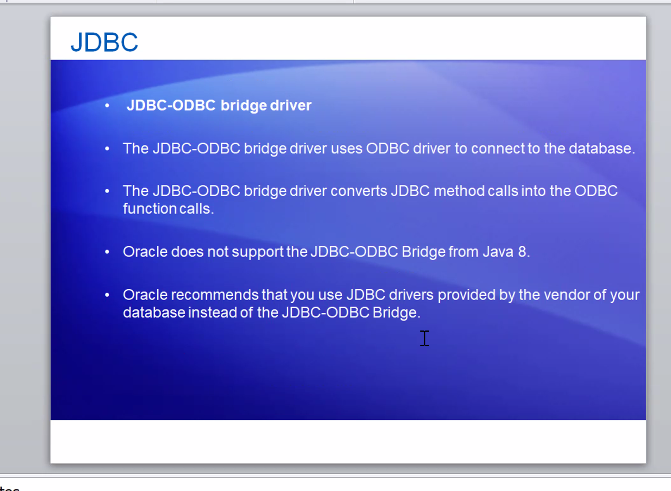 JDBC
• JDBC-ODBC bridge driver
• The JDBC-ODBC bridge driver uses ODBC driver to connect to the database.
• The JDBC-ODBC bridge driver converts JDBC method calls into the ODBC
function calls.
• Oracle does not support the JDBC-ODBC Bridge from Java 8.
• Oracle recommends that you use JDBC drivers provided by the vendor of your
database instead of the JDBC-ODBC Bridge.